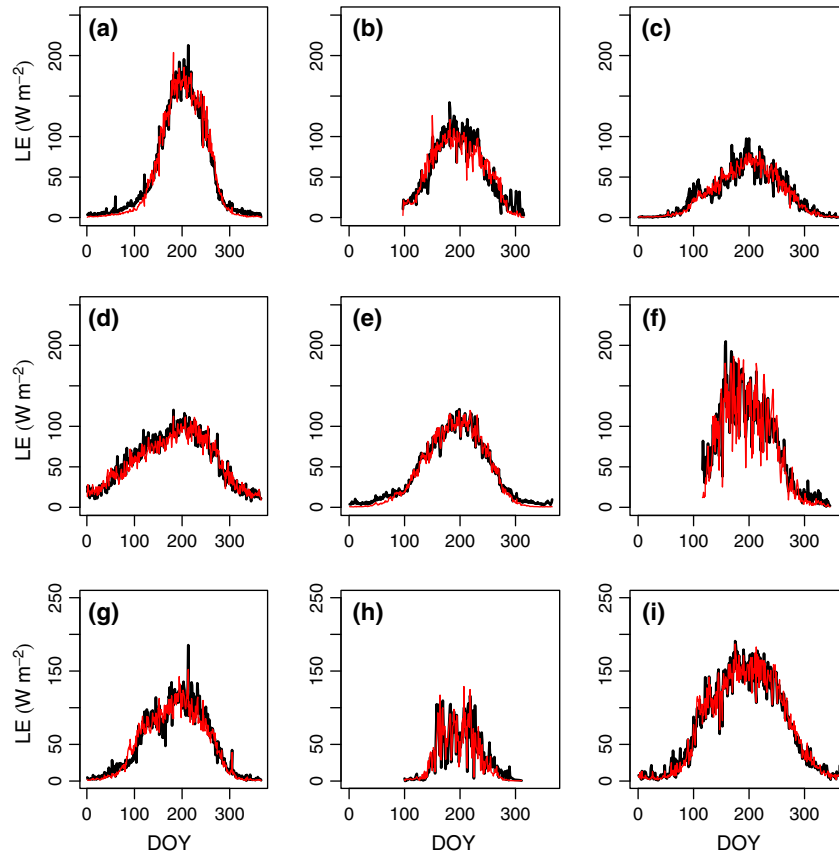 (a)
(b)
(c)
LE (W m−2)
0 50 100 200
0 50 100 200
0 50 100 200
0 100 200 300
0 100 200 300
0 100 200 300
(d)
(e)
(f)
LE (W m−2)
0 50 100 200
0 50 100 200
0 50 100 200
0 100 200 300
0 100 200 300
0 100 200 300
(g)
(h)
(i)
LE (W m−2)
0 50 150 250
0 50 150 250
0 50 150 250
0 100 200 300
0 100 200 300
0 100 200 300
DOY
DOY
DOY